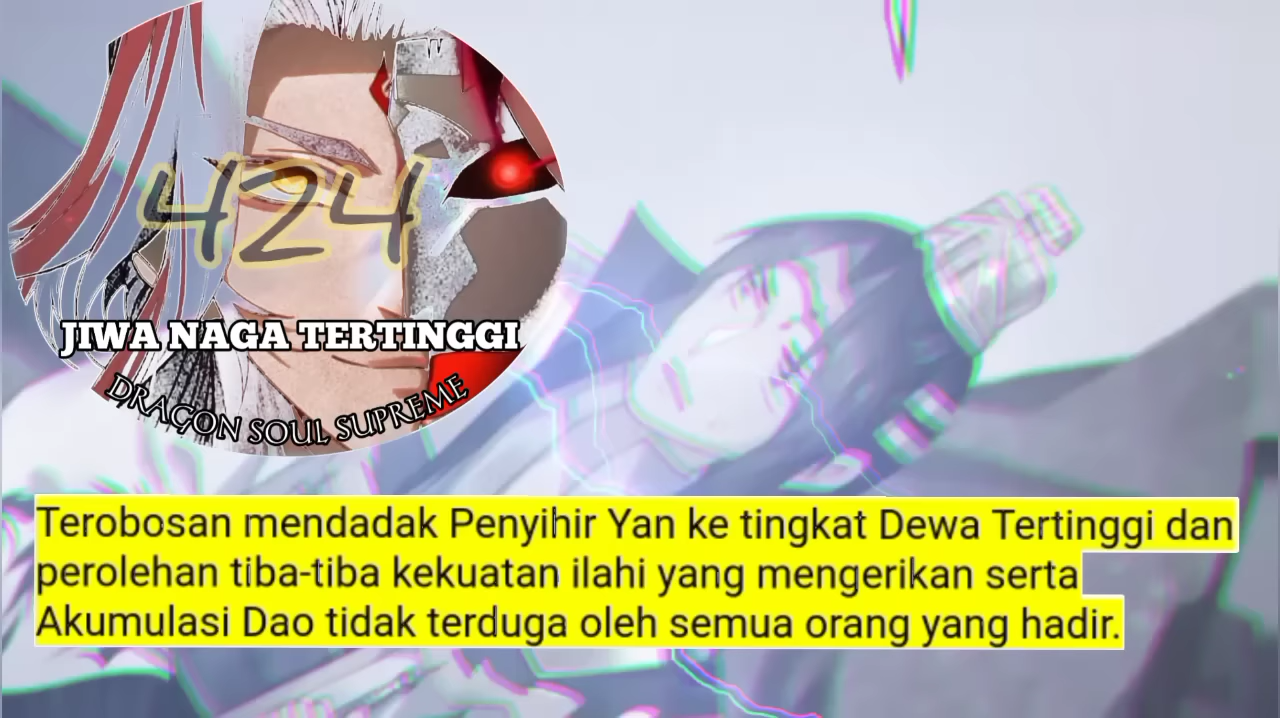 424
JIWA NAGA TERTINGGI
DRAGON SOUL SUPREME
Terobosan mendadak Penyihir Yan ke tingkat Dewa Tertinggi dan
perolehan tiba-tiba kekuatan ilahi yang mengerikan serta
Akumulasi Dao tidak terduga oleh semua orang yang hadir.